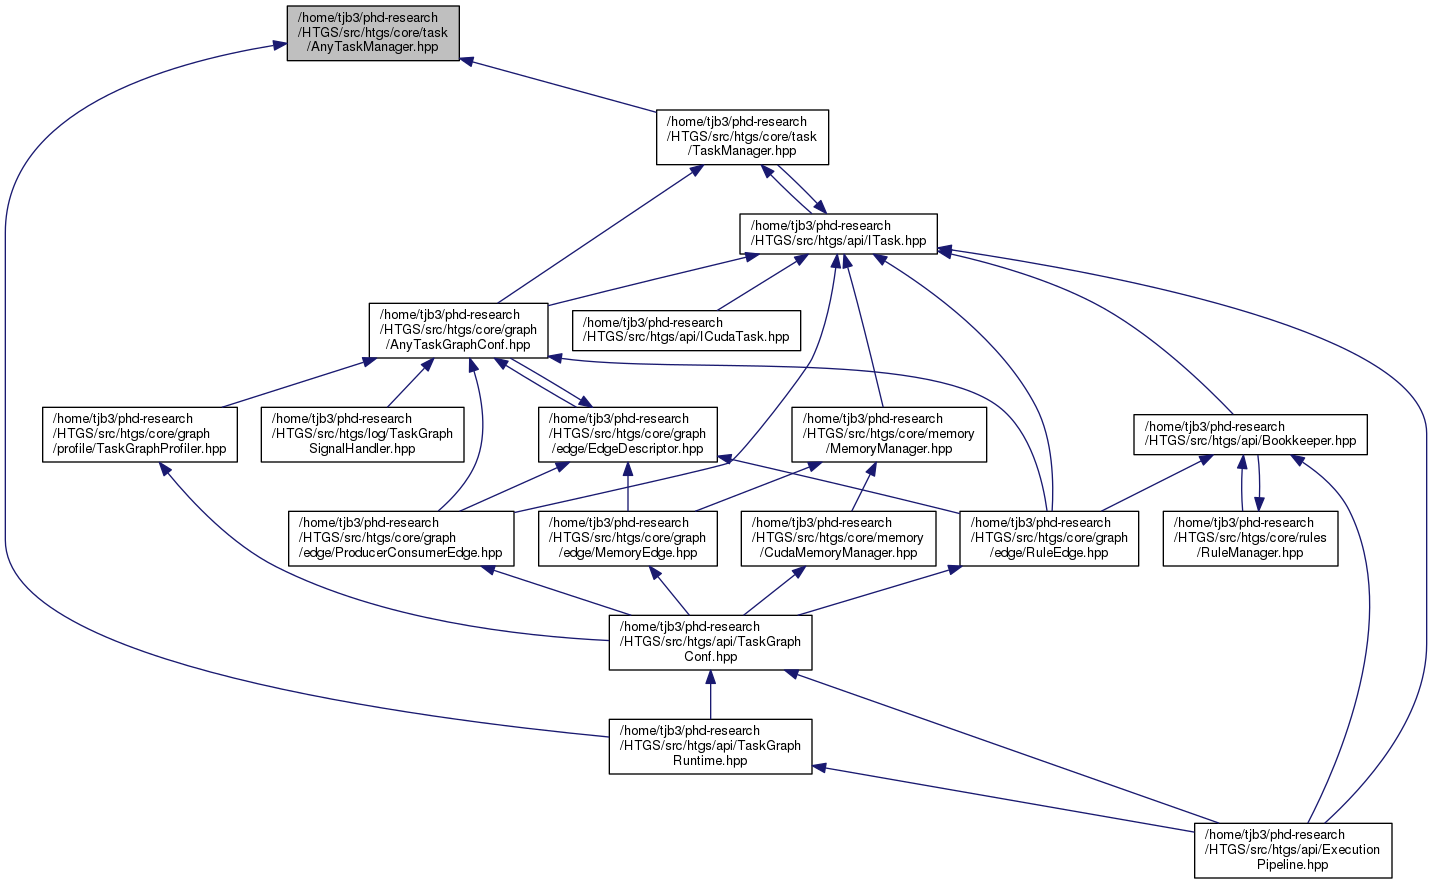 /home/tjb3/phd-research
/HTGS/src/htgs/core/task
/AnyTaskManager.hpp
/home/tjb3/phd-research
/HTGS/src/htgs/core/task
/TaskManager.hpp
/home/tjb3/phd-research
/HTGS/src/htgs/api/ITask.hpp
/home/tjb3/phd-research
/HTGS/src/htgs/core/graph
/AnyTaskGraphConf.hpp
/home/tjb3/phd-research
/HTGS/src/htgs/api/ICudaTask.hpp
/home/tjb3/phd-research
/HTGS/src/htgs/core/graph
/profile/TaskGraphProfiler.hpp
/home/tjb3/phd-research
/HTGS/src/htgs/log/TaskGraph
SignalHandler.hpp
/home/tjb3/phd-research
/HTGS/src/htgs/core/graph
/edge/EdgeDescriptor.hpp
/home/tjb3/phd-research
/HTGS/src/htgs/core/memory
/MemoryManager.hpp
/home/tjb3/phd-research
/HTGS/src/htgs/api/Bookkeeper.hpp
/home/tjb3/phd-research
/HTGS/src/htgs/core/graph
/edge/ProducerConsumerEdge.hpp
/home/tjb3/phd-research
/HTGS/src/htgs/core/graph
/edge/MemoryEdge.hpp
/home/tjb3/phd-research
/HTGS/src/htgs/core/memory
/CudaMemoryManager.hpp
/home/tjb3/phd-research
/HTGS/src/htgs/core/graph
/edge/RuleEdge.hpp
/home/tjb3/phd-research
/HTGS/src/htgs/core/rules
/RuleManager.hpp
/home/tjb3/phd-research
/HTGS/src/htgs/api/TaskGraph
Conf.hpp
/home/tjb3/phd-research
/HTGS/src/htgs/api/TaskGraph
Runtime.hpp
/home/tjb3/phd-research
/HTGS/src/htgs/api/Execution
Pipeline.hpp